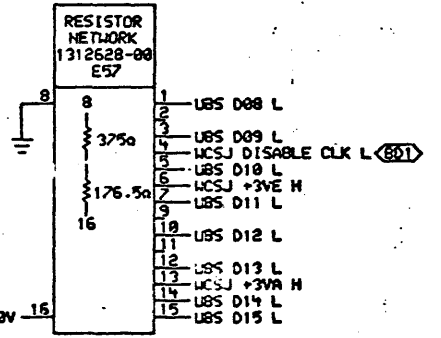 RESISTOR
NETWORK
1312628-00
E57
8
8
375Ω
176.5Ω
16
1 UBS D08 L
2
3 UBS D09 L
4 WCSJ DISABLE CLK L BD1
5 UBS D10 L
6 WCSJ +3VE H
7 UBS D11 L
9
10 UBS D12 L
11
12 UBS D13 L
13 WCSJ +3VA H
14 UBS D14 L
15 UBS D15 L
0V 16